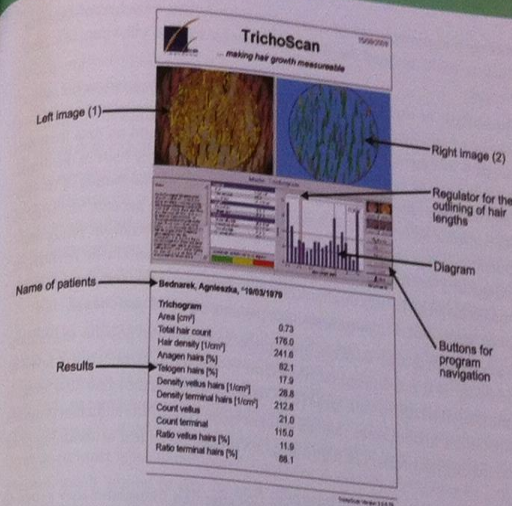 TrichoScan
... making hair growth measureable
Left image (1)
Right image (2)
Regulator for the
outlining of hair
lengths
Diagram
Buttons for
program
navigation
Name of patients
Bednarek, Agnieszka, *19/03/1979
Results
Trichogram
Area [cm²] 0.73
Total hair count 176.0
Hair density [1/cm²] 241.6
Anagen hairs [%] 82.1
Telogen hairs [%] 17.9
Density vellus hairs [1/cm²] 28.8
Density terminal hairs [1/cm²] 212.8
Count vellus 21.0
Count terminal 115.0
Ratio vellus hairs [%] 11.9
Ratio terminal hairs [%] 88.1